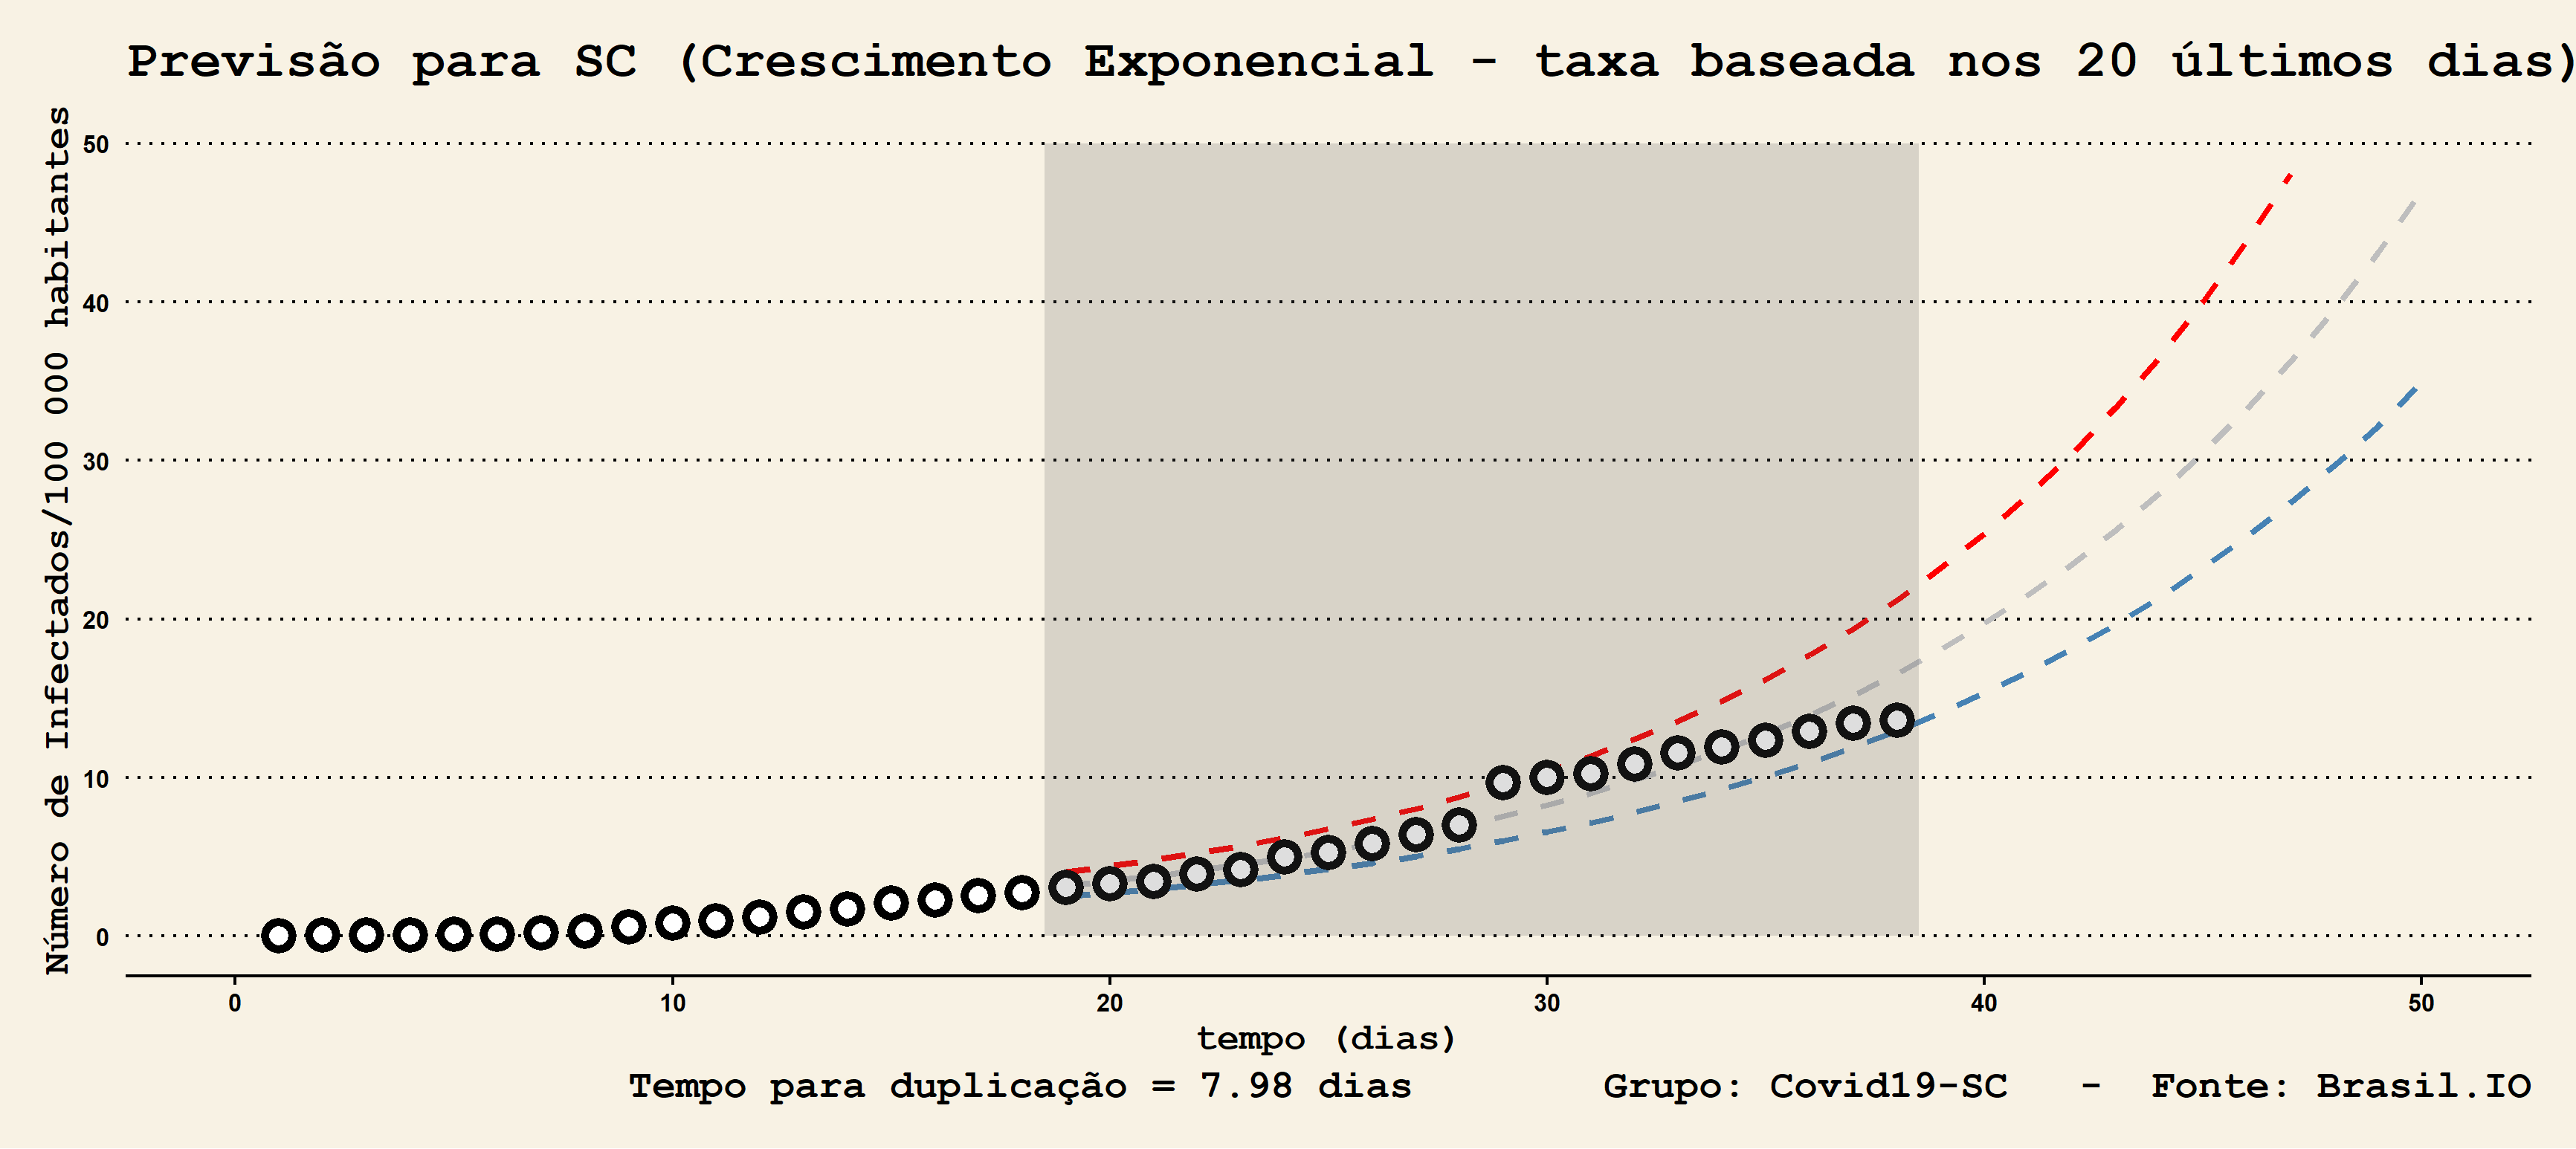 Previsão para SC (Crescimento Exponencial - taxa baseada nos 20 últimos dias)
Número de Infectados/100 000 habitantes
50
40
30
20
10
0
0 10 20 30 40 50
tempo (dias)
Tempo para duplicação = 7.98 dias Grupo: Covid19-SC - Fonte: Brasil.IO